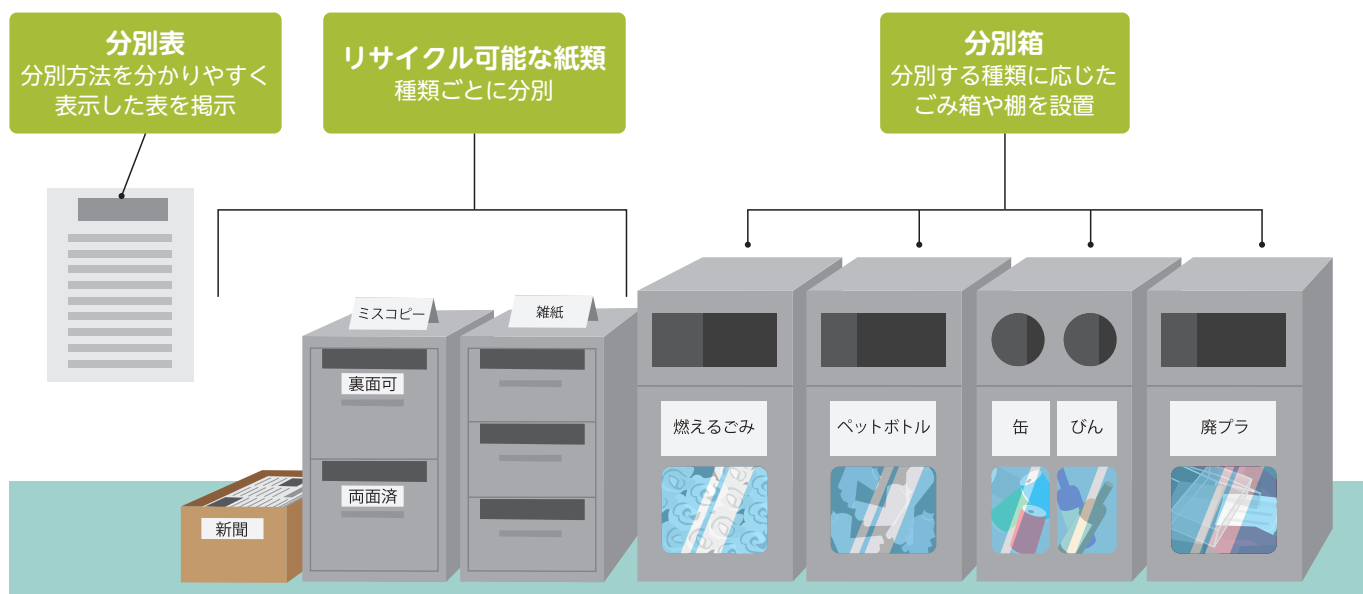 分別表
分別方法を分かりやすく
表示した表を掲示
リサイクル可能な紙類
種類ごとに分別
分別箱
分別する種類に応じた
ごみ箱や棚を設置
ミスコピー
雑紙
裏面可
両面済
新聞
燃えるごみ
ペットボトル
缶
びん
廃プラ